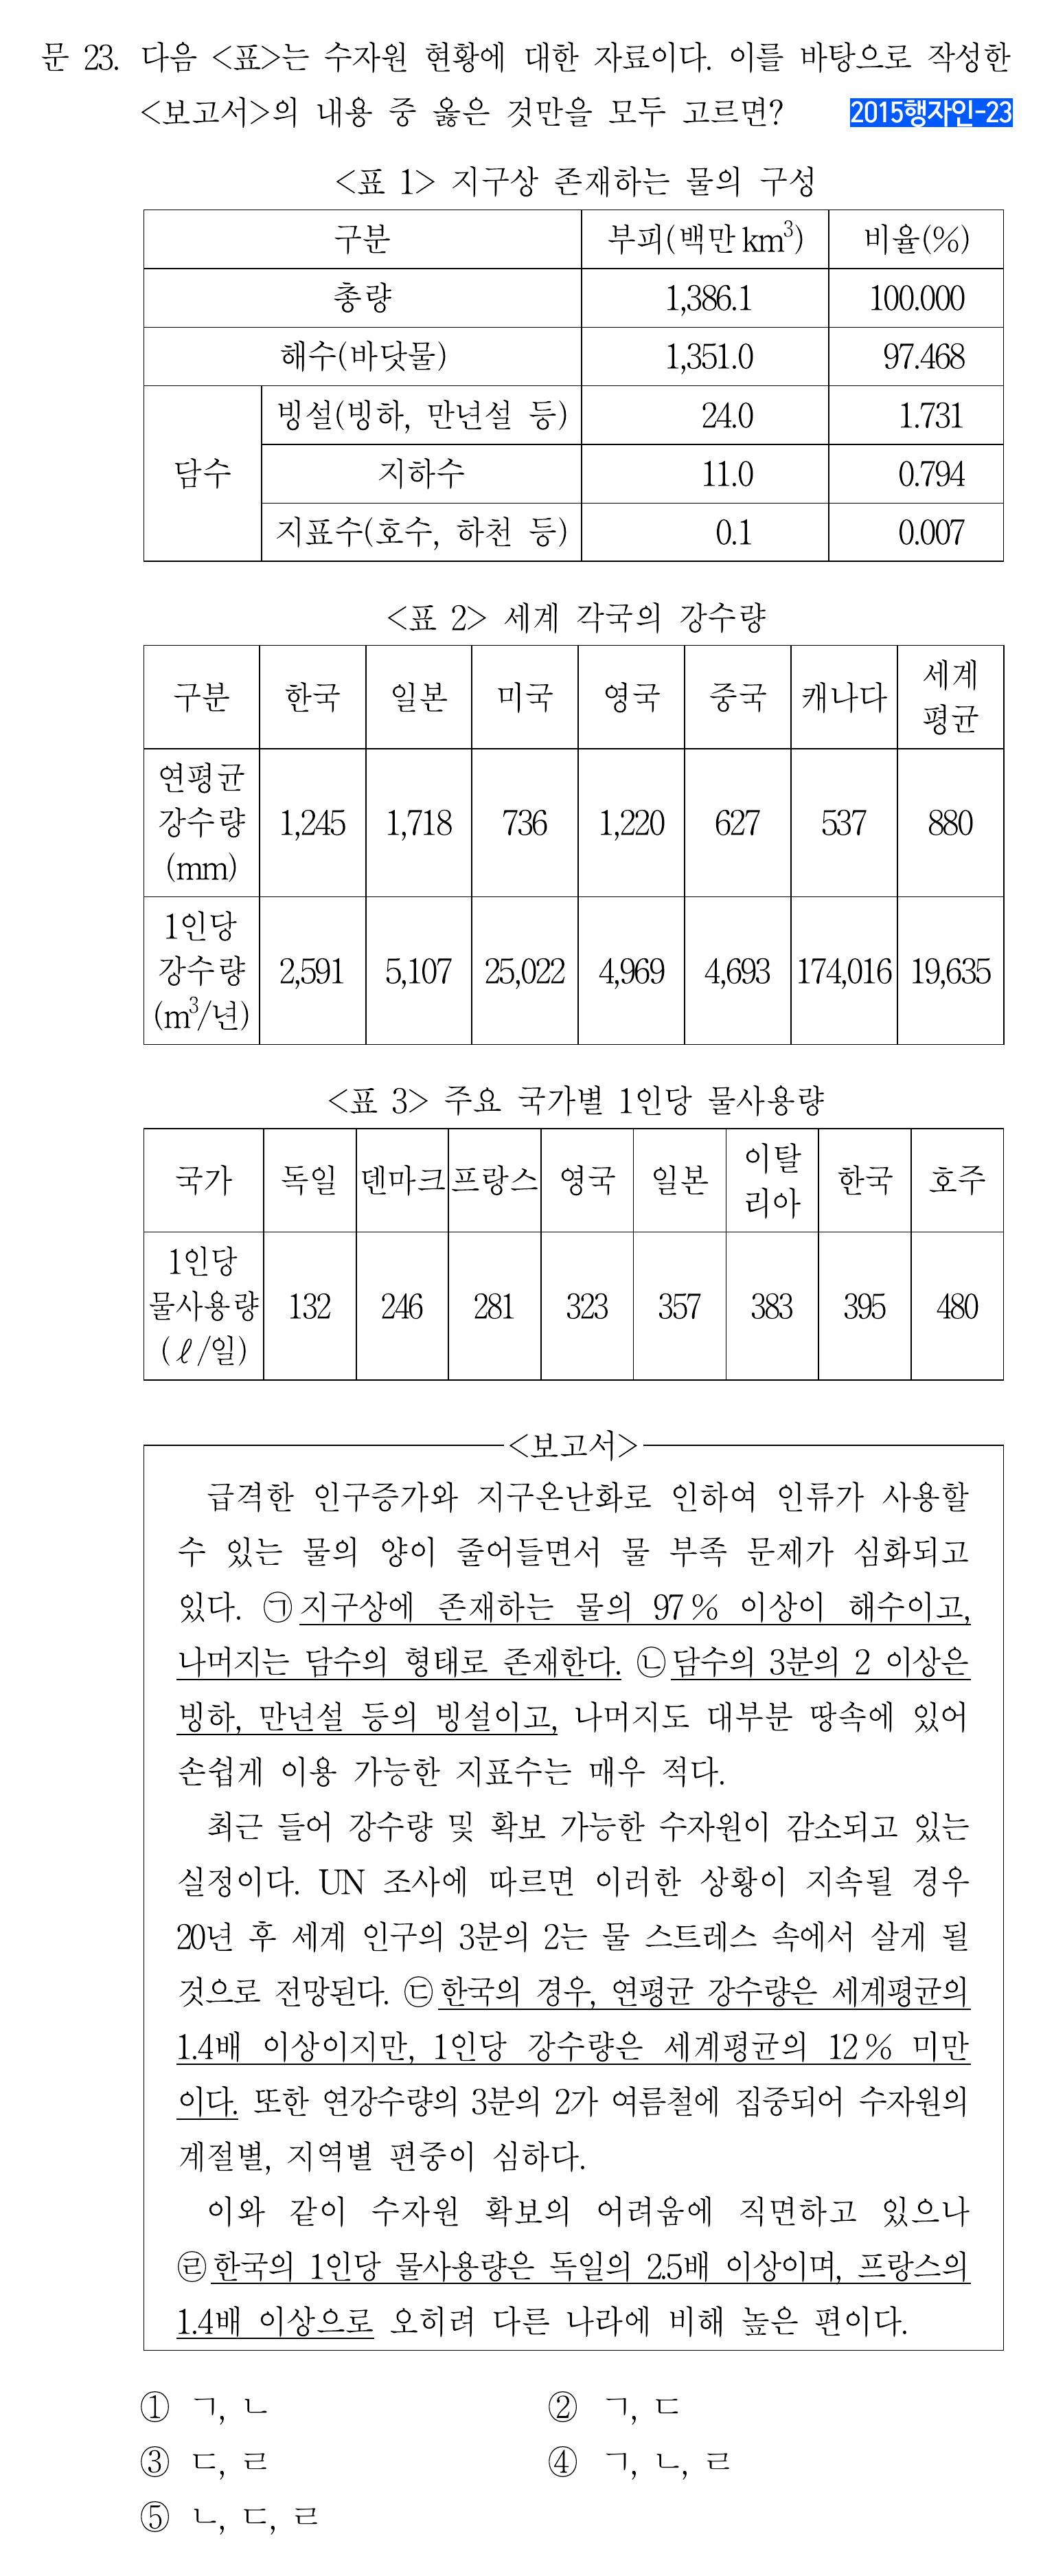 문 23. 다음 <표>는 수자원 현황에 대한 자료이다. 이를 바탕으로 작성한
<보고서>의 내용 중 옳은 것만을 모두 고르면? 2015행자인-23
<표 1> 지구상 존재하는 물의 구성
구분 부피(백만 km³) 비율(%)
총량 1,386.1 100.000
해수(바닷물) 1,351.0 97.468
담수 빙설(빙하, 만년설 등) 24.0 1.731
지하수 11.0 0.794
지표수(호수, 하천 등) 0.1 0.007
<표 2> 세계 각국의 강수량
구분 한국 일본 미국 영국 중국 캐나다 세계
평균
연평균
강수량
(mm) 1,245 1,718 736 1,220 627 537 880
1인당
강수량
(m³/년) 2,591 5,107 25,022 4,969 4,693 174,016 19,635
<표 3> 주요 국가별 1인당 물사용량
국가 독일 덴마크 프랑스 영국 일본 이탈
리아 한국 호주
1인당
물사용량
(ℓ/일) 132 246 281 323 357 383 395 480
<보고서>
급격한 인구증가와 지구온난화로 인하여 인류가 사용할
수 있는 물의 양이 줄어들면서 물 부족 문제가 심화되고
있다. ㉠지구상에 존재하는 물의 97% 이상이 해수이고,
나머지는 담수의 형태로 존재한다. ㉡담수의 3분의 2 이상은
빙하, 만년설 등의 빙설이고, 나머지도 대부분 땅속에 있어
손쉽게 이용 가능한 지표수는 매우 적다.
최근 들어 강수량 및 확보 가능한 수자원이 감소되고 있는
실정이다. UN 조사에 따르면 이러한 상황이 지속될 경우
20년 후 세계 인구의 3분의 2는 물 스트레스 속에서 살게 될
것으로 전망된다. ㉢한국의 경우, 연평균 강수량은 세계평균의
1.4배 이상이지만, 1인당 강수량은 세계평균의 12% 미만
이다. 또한 연강수량의 3분의 2가 여름철에 집중되어 수자원의
계절별, 지역별 편중이 심하다.
이와 같이 수자원 확보의 어려움에 직면하고 있으나
㉣한국의 1인당 물사용량은 독일의 2.5배 이상이며, 프랑스의
1.4배 이상으로 오히려 다른 나라에 비해 높은 편이다.
① ㄱ, ㄴ ② ㄱ, ㄷ
③ ㄷ, ㄹ ④ ㄱ, ㄴ, ㄹ
⑤ ㄴ, ㄷ, ㄹ